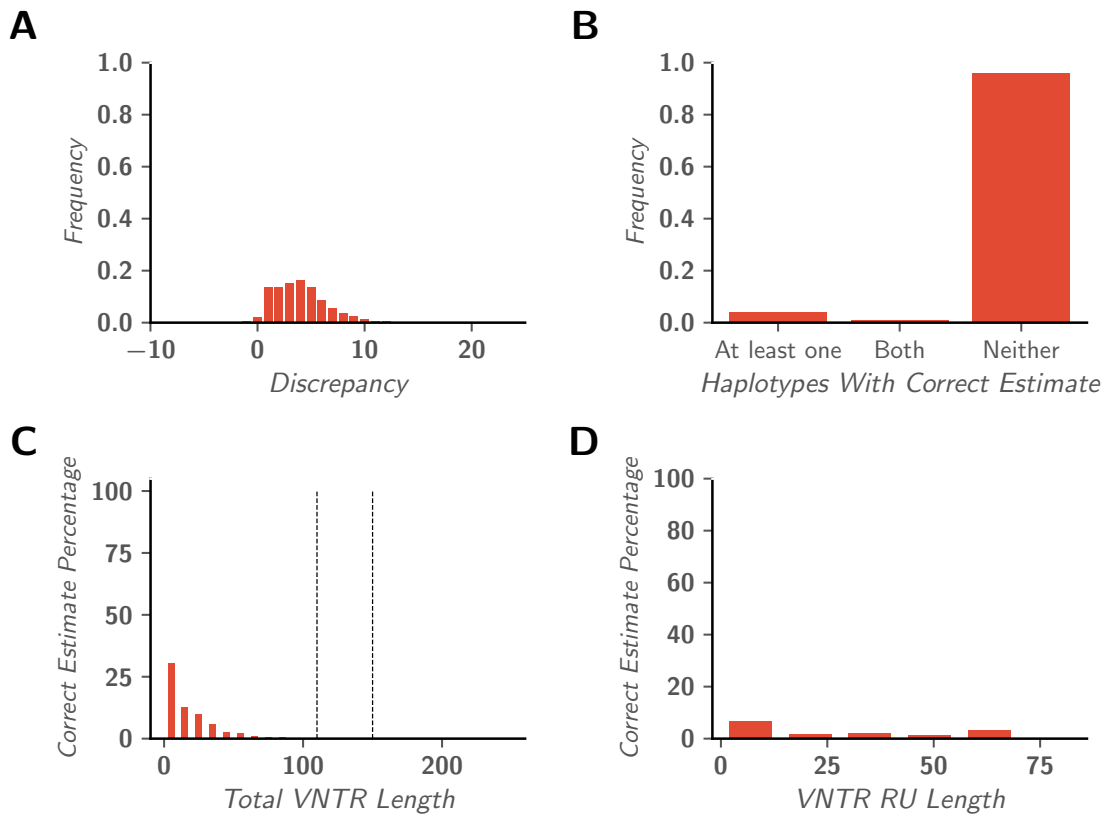 A
1.0
0.8
0.6
0.4
0.2
0.0
Frequency
−10
0
10
20
Discrepancy
B
1.0
0.8
0.6
0.4
0.2
0.0
Frequency
At least one
Both
Neither
Haplotypes With Correct Estimate
C
100
75
50
25
0
Correct Estimate Percentage
0
100
200
Total VNTR Length
D
100
80
60
40
20
0
Correct Estimate Percentage
0
25
50
75
VNTR RU Length